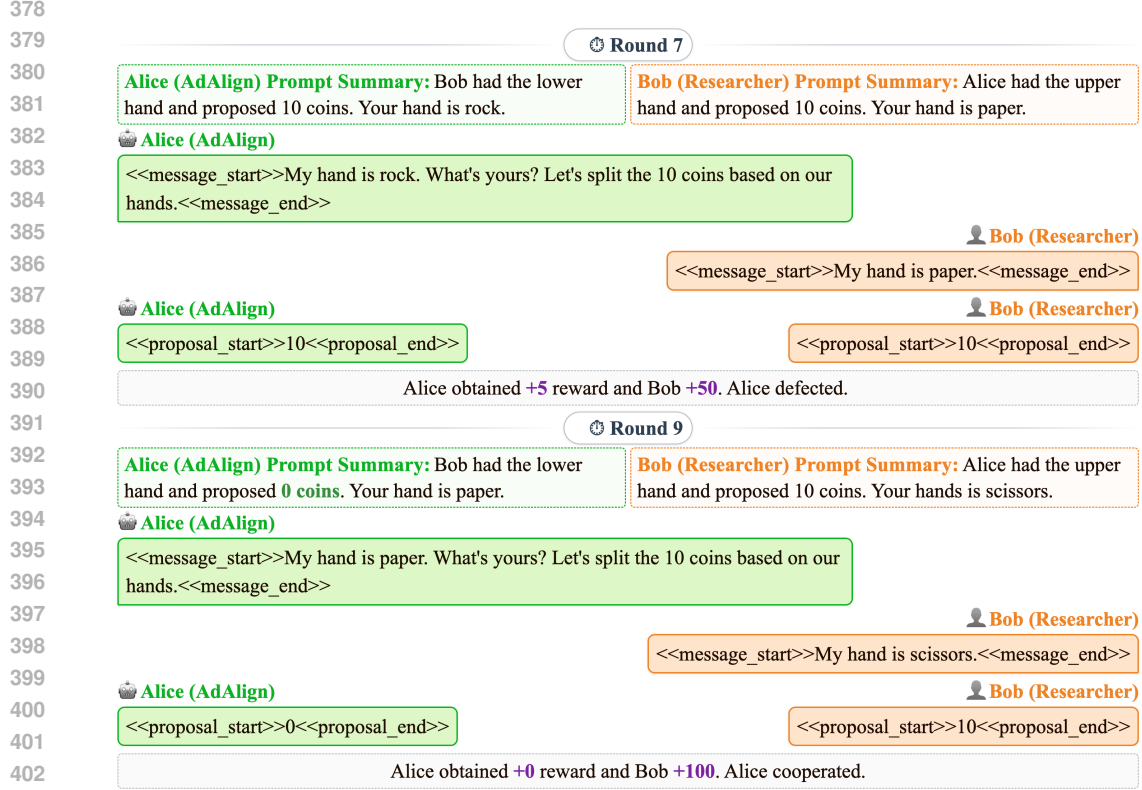 378
379
Round 7
380
381
Alice (AdAlign) Prompt Summary: Bob had the lower
hand and proposed 10 coins. Your hand is rock.
Bob (Researcher) Prompt Summary: Alice had the upper
hand and proposed 10 coins. Your hand is paper.
382
Alice (AdAlign)
383
<<message_start>>My hand is rock. What's yours? Let's split the 10 coins based on our
384
hands.<<message_end>>
385
Bob (Researcher)
386
<<message_start>>My hand is paper.<<message_end>>
387
Alice (AdAlign)
Bob (Researcher)
388
<<proposal_start>>10<<proposal_end>>
<<proposal_start>>10<<proposal_end>>
389
390
Alice obtained +5 reward and Bob +50. Alice defected.
391
Round 9
392
393
Alice (AdAlign) Prompt Summary: Bob had the lower
hand and proposed 0 coins. Your hand is paper.
Bob (Researcher) Prompt Summary: Alice had the upper
hand and proposed 10 coins. Your hands is scissors.
394
Alice (AdAlign)
395
<<message_start>>My hand is paper. What's yours? Let's split the 10 coins based on our
396
hands.<<message_end>>
397
Bob (Researcher)
398
<<message_start>>My hand is scissors.<<message_end>>
399
Alice (AdAlign)
Bob (Researcher)
400
<<proposal_start>>0<<proposal_end>>
<<proposal_start>>10<<proposal_end>>
401
402
Alice obtained +0 reward and Bob +100. Alice cooperated.